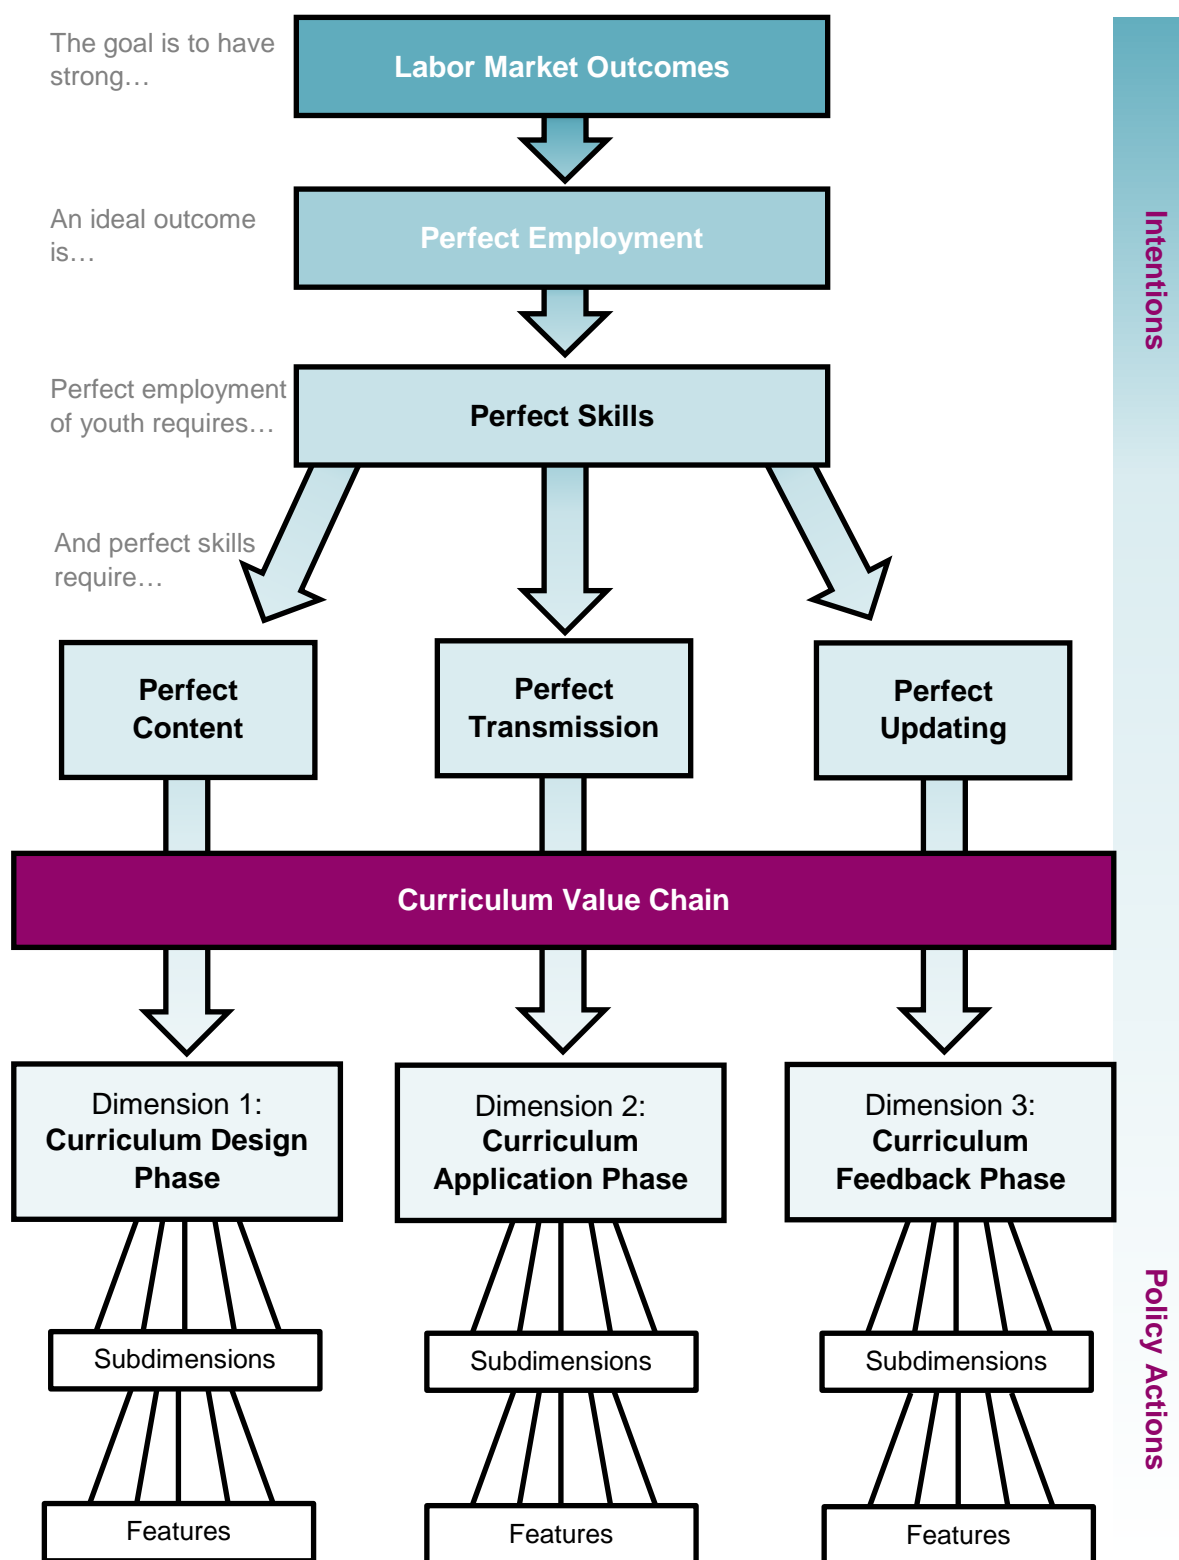 The goal is to have
strong…
Labor Market Outcomes
An ideal outcome
is…
Perfect Employment
Intentions
Perfect employment
of youth requires…
Perfect Skills
And perfect skills
require…
Perfect
Content
Perfect
Transmission
Perfect
Updating
Curriculum Value Chain
Dimension 1:
Curriculum Design
Phase
Dimension 2:
Curriculum
Application Phase
Dimension 3:
Curriculum
Feedback Phase
Policy Actions
Subdimensions
Subdimensions
Subdimensions
Features
Features
Features